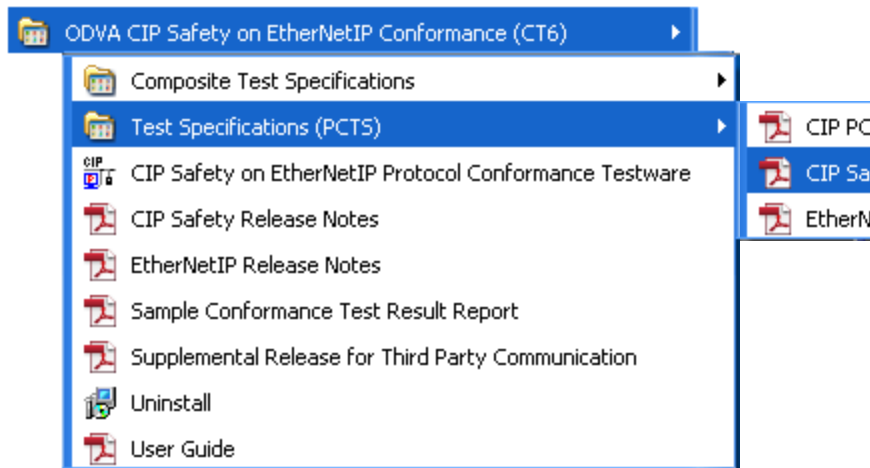 ODVA CIP Safety on EtherNetIP Conformance (CT6)
Composite Test Specifications
Test Specifications (PCTS)
CIP PC
CIP Sa
EtherN
CIP Safety on EtherNetIP Protocol Conformance Testware
CIP Safety Release Notes
EtherNetIP Release Notes
Sample Conformance Test Result Report
Supplemental Release for Third Party Communication
Uninstall
User Guide